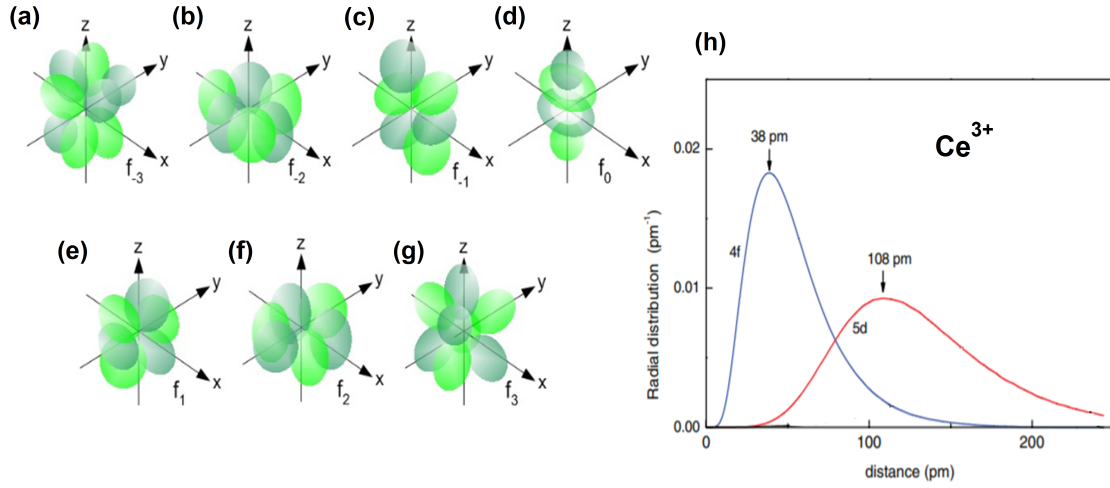 (a)
z
y
x
f-3
(b)
z
y
x
f-2
(c)
z
y
x
f-1
(d)
z
y
x
f0
(e)
z
y
x
f1
(f)
z
y
x
f2
(g)
z
y
x
f3
(h)
Ce3+
38 pm
4f
108 pm
5d
Radial distribution (pm-1)
0.02
0.01
0.00
0
100
200
distance (pm)